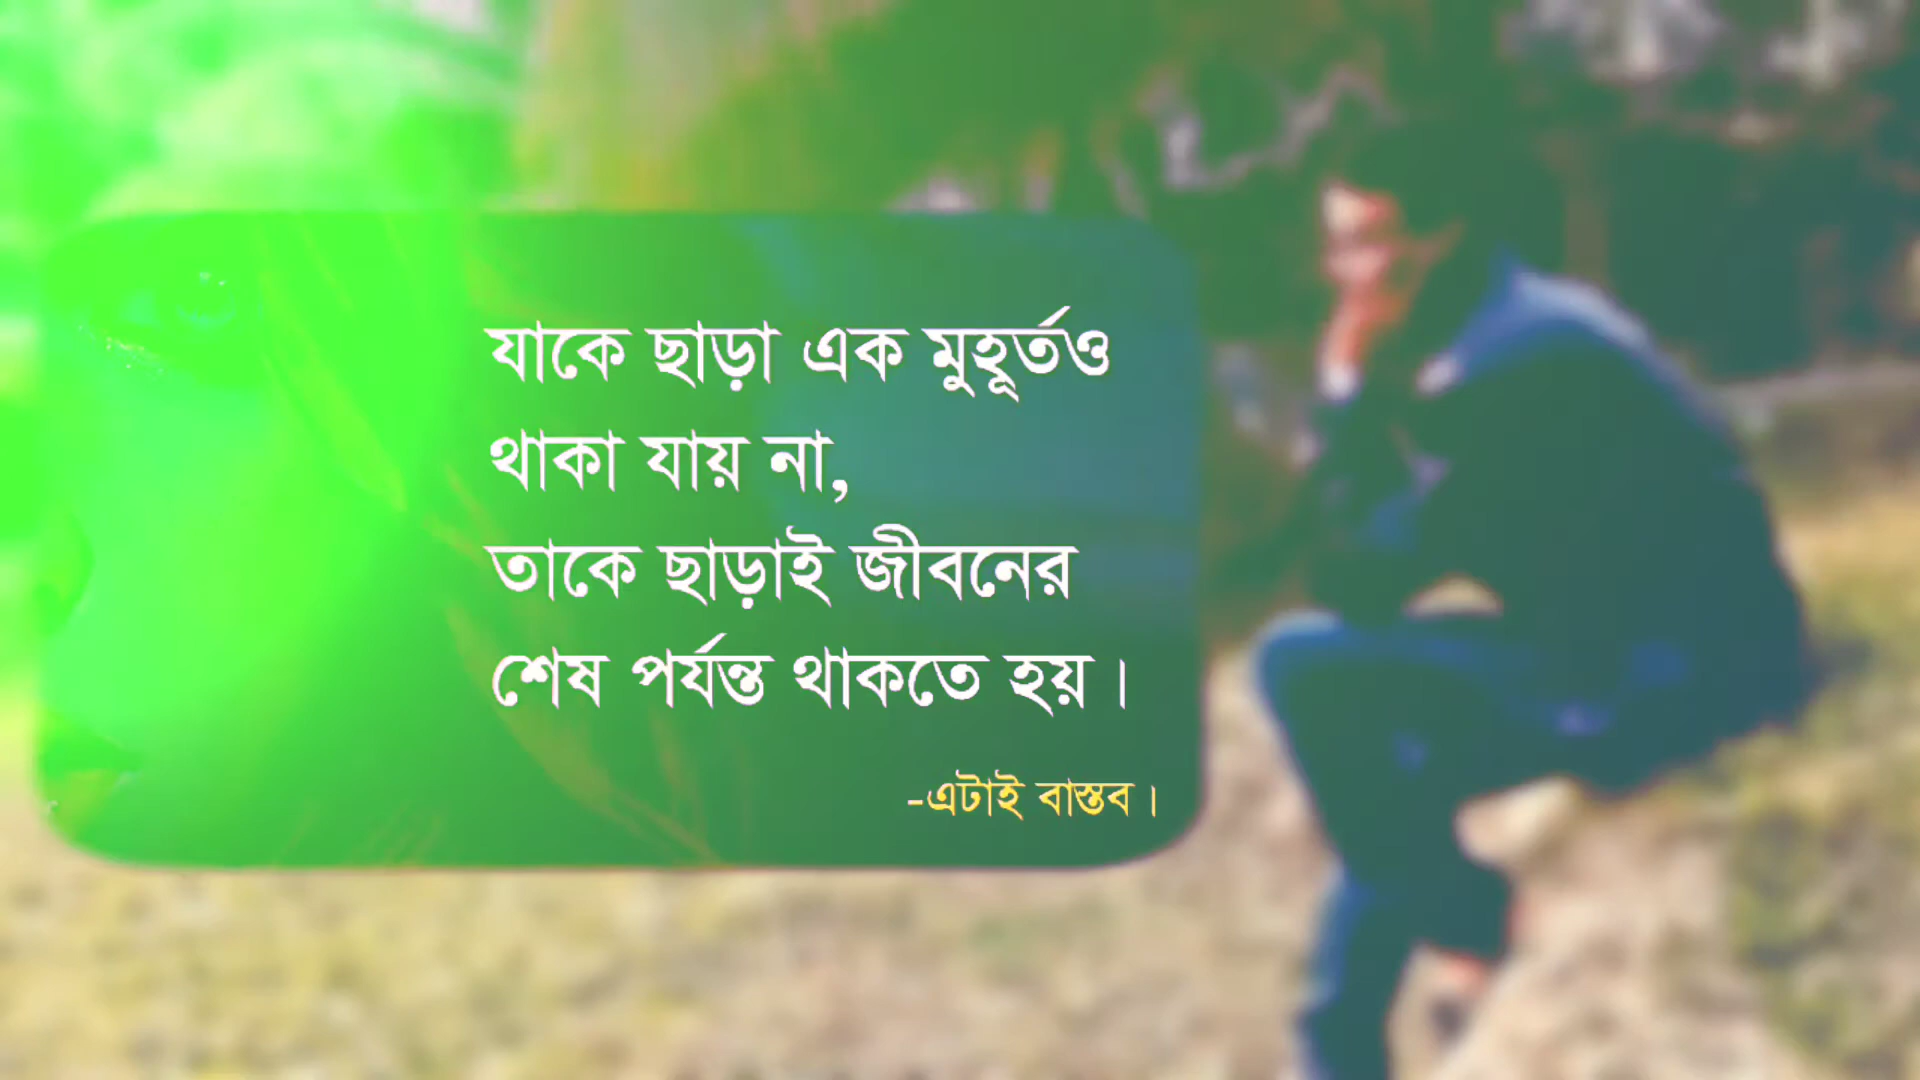 যাকে ছাড়া এক মুহূর্তও
থাকা যায় না,
তাকে ছাড়াই জীবনের
শেষ পর্যন্ত থাকতে হয়।
-এটাই বাস্তব।